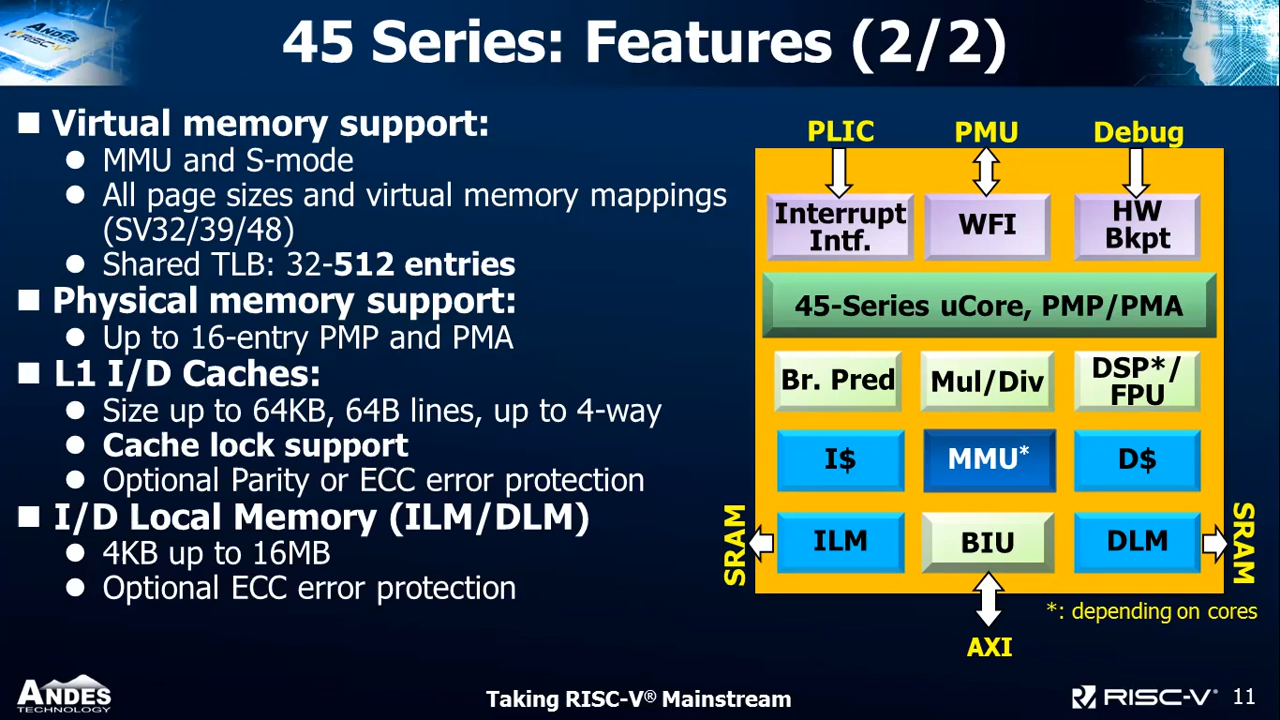 45 Series: Features (2/2)
ANDES
RISC-V
■ Virtual memory support:
● MMU and S-mode
● All page sizes and virtual memory mappings
(SV32/39/48)
● Shared TLB: 32-512 entries
■ Physical memory support:
● Up to 16-entry PMP and PMA
■ L1 I/D Caches:
● Size up to 64KB, 64B lines, up to 4-way
● Cache lock support
● Optional Parity or ECC error protection
■ I/D Local Memory (ILM/DLM)
● 4KB up to 16MB
● Optional ECC error protection
PLIC
PMU
Debug
Interrupt
Intf.
WFI
HW
Bkpt
45-Series uCore, PMP/PMA
Br. Pred
Mul/Div
DSP*/
FPU
I$
MMU*
D$
SRAM
ILM
BIU
DLM
SRAM
*: depending on cores
AXI
ANDES
TECHNOLOGY
Taking RISC-V® Mainstream
RISC-V®
11